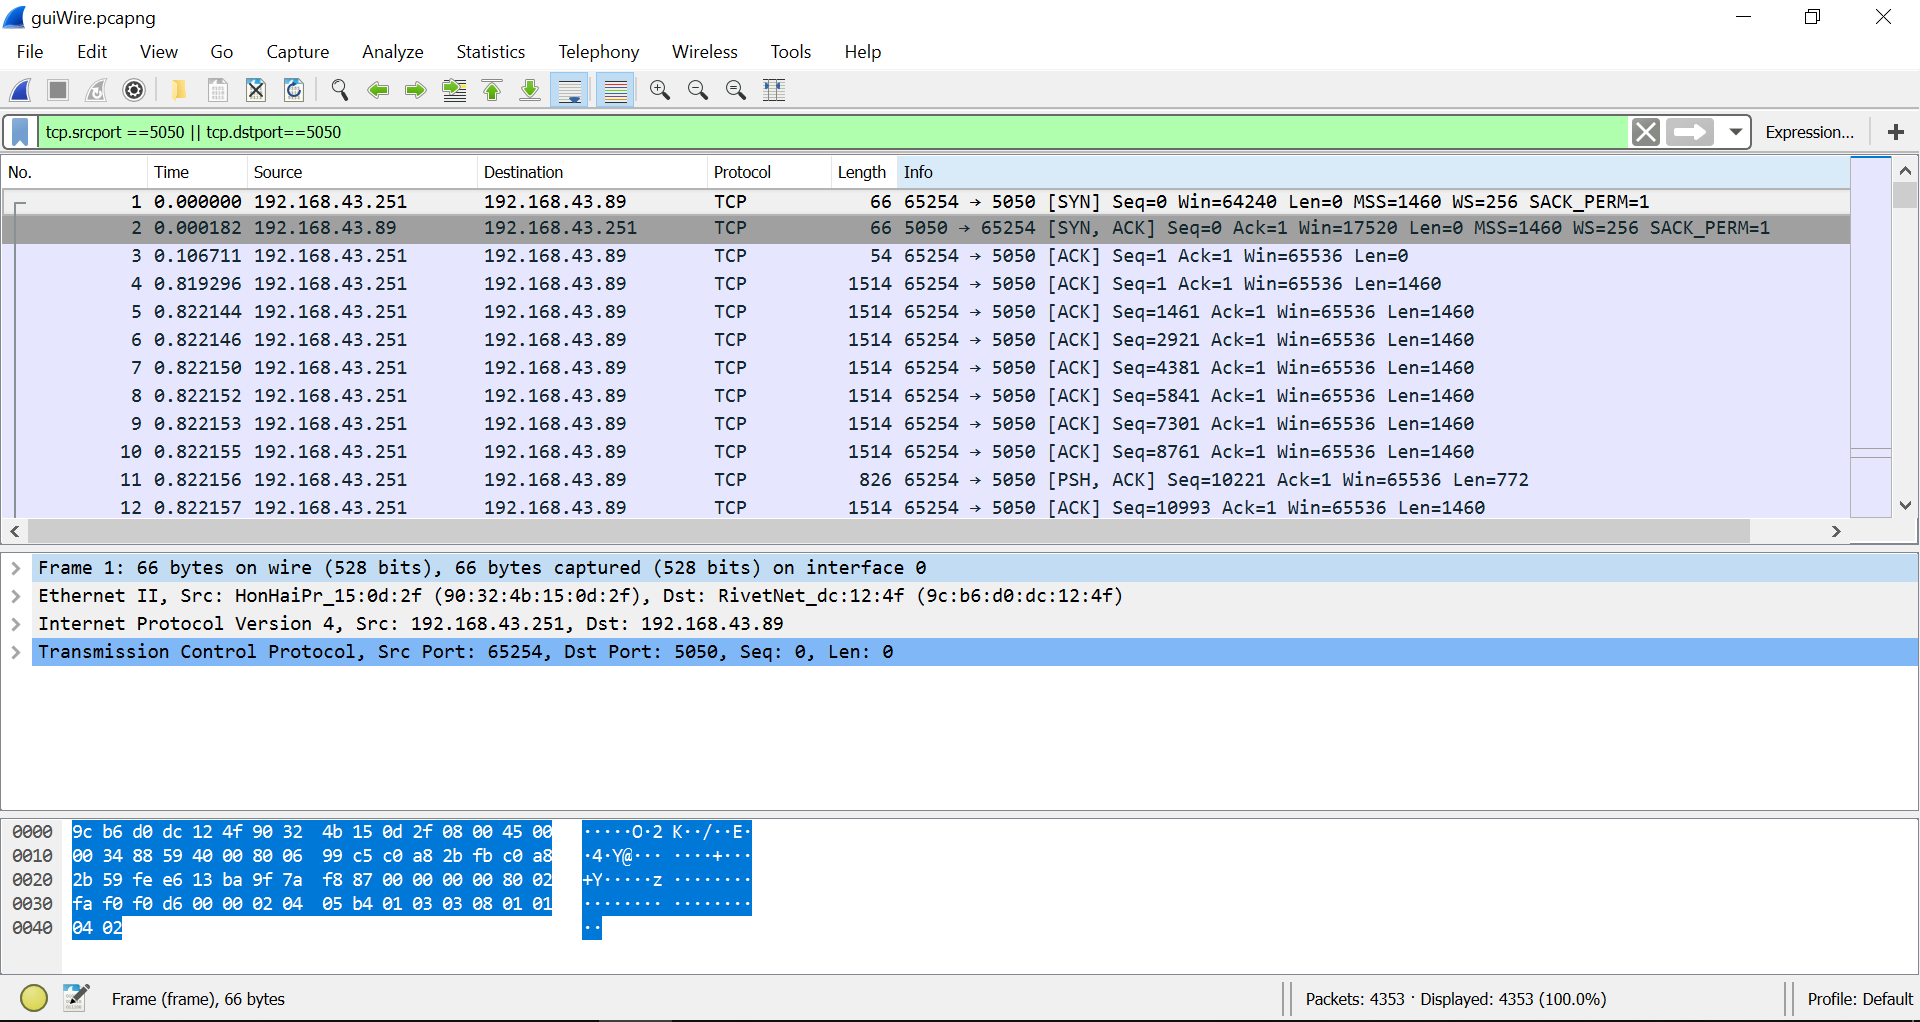 guiWire.pcapng
File Edit View Go Capture Analyze Statistics Telephony Wireless Tools Help
tcp.srcport ==5050 || tcp.dstport==5050 Expression... +
No. Time Source Destination Protocol Length Info
1 0.000000 192.168.43.251 192.168.43.89 TCP 66 65254 → 5050 [SYN] Seq=0 Win=64240 Len=0 MSS=1460 WS=256 SACK_PERM=1
2 0.000182 192.168.43.89 192.168.43.251 TCP 66 5050 → 65254 [SYN, ACK] Seq=0 Ack=1 Win=17520 Len=0 MSS=1460 WS=256 SACK_PERM=1
3 0.106711 192.168.43.251 192.168.43.89 TCP 54 65254 → 5050 [ACK] Seq=1 Ack=1 Win=65536 Len=0
4 0.819296 192.168.43.251 192.168.43.89 TCP 1514 65254 → 5050 [ACK] Seq=1 Ack=1 Win=65536 Len=1460
5 0.822144 192.168.43.251 192.168.43.89 TCP 1514 65254 → 5050 [ACK] Seq=1461 Ack=1 Win=65536 Len=1460
6 0.822146 192.168.43.251 192.168.43.89 TCP 1514 65254 → 5050 [ACK] Seq=2921 Ack=1 Win=65536 Len=1460
7 0.822150 192.168.43.251 192.168.43.89 TCP 1514 65254 → 5050 [ACK] Seq=4381 Ack=1 Win=65536 Len=1460
8 0.822152 192.168.43.251 192.168.43.89 TCP 1514 65254 → 5050 [ACK] Seq=5841 Ack=1 Win=65536 Len=1460
9 0.822153 192.168.43.251 192.168.43.89 TCP 1514 65254 → 5050 [ACK] Seq=7301 Ack=1 Win=65536 Len=1460
10 0.822155 192.168.43.251 192.168.43.89 TCP 1514 65254 → 5050 [ACK] Seq=8761 Ack=1 Win=65536 Len=1460
11 0.822156 192.168.43.251 192.168.43.89 TCP 826 65254 → 5050 [PSH, ACK] Seq=10221 Ack=1 Win=65536 Len=772
12 0.822157 192.168.43.251 192.168.43.89 TCP 1514 65254 → 5050 [ACK] Seq=10993 Ack=1 Win=65536 Len=1460
Frame 1: 66 bytes on wire (528 bits), 66 bytes captured (528 bits) on interface 0
Ethernet II, Src: HonHaiPr_15:0d:2f (90:32:4b:15:0d:2f), Dst: RivetNet_dc:12:4f (9c:b6:d0:dc:12:4f)
Internet Protocol Version 4, Src: 192.168.43.251, Dst: 192.168.43.89
Transmission Control Protocol, Src Port: 65254, Dst Port: 5050, Seq: 0, Len: 0
0000 9c b6 d0 dc 12 4f 90 32 4b 15 0d 2f 08 00 45 00 ·····O·2 K··/··E·
0010 00 34 88 59 40 00 80 06 99 c5 c0 a8 2b fb c0 a8 ·4·Y@··· ····+···
0020 2b 59 fe e6 13 ba 9f 7a f8 87 00 00 00 00 80 02 +Y·····z ········
0030 fa f0 f0 d6 00 00 02 04 05 b4 01 03 03 08 01 01 ········ ········
0040 04 02 ··
Frame (frame), 66 bytes Packets: 4353 · Displayed: 4353 (100.0%) Profile: Default